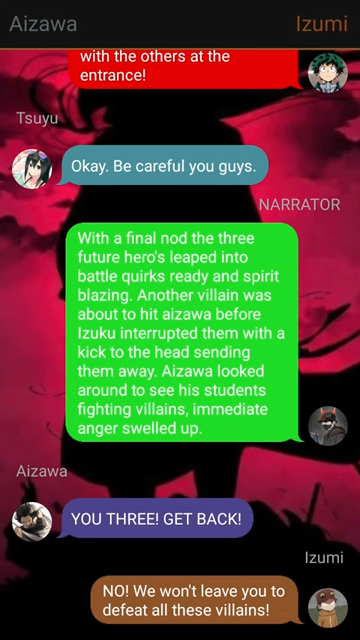 Aizawa
Izumi
with the others at the
entrance!
Tsuyu
Okay. Be careful you guys.
NARRATOR
With a final nod the three
future hero's leaped into
battle quirks ready and spirit
blazing. Another villain was
about to hit aizawa before
Izuku interrupted them with a
kick to the head sending
them away. Aizawa looked
around to see his students
fighting villains, immediate
anger swelled up.
Aizawa
YOU THREE! GET BACK!
Izumi
NO! We won't leave you to
defeat all these villains!